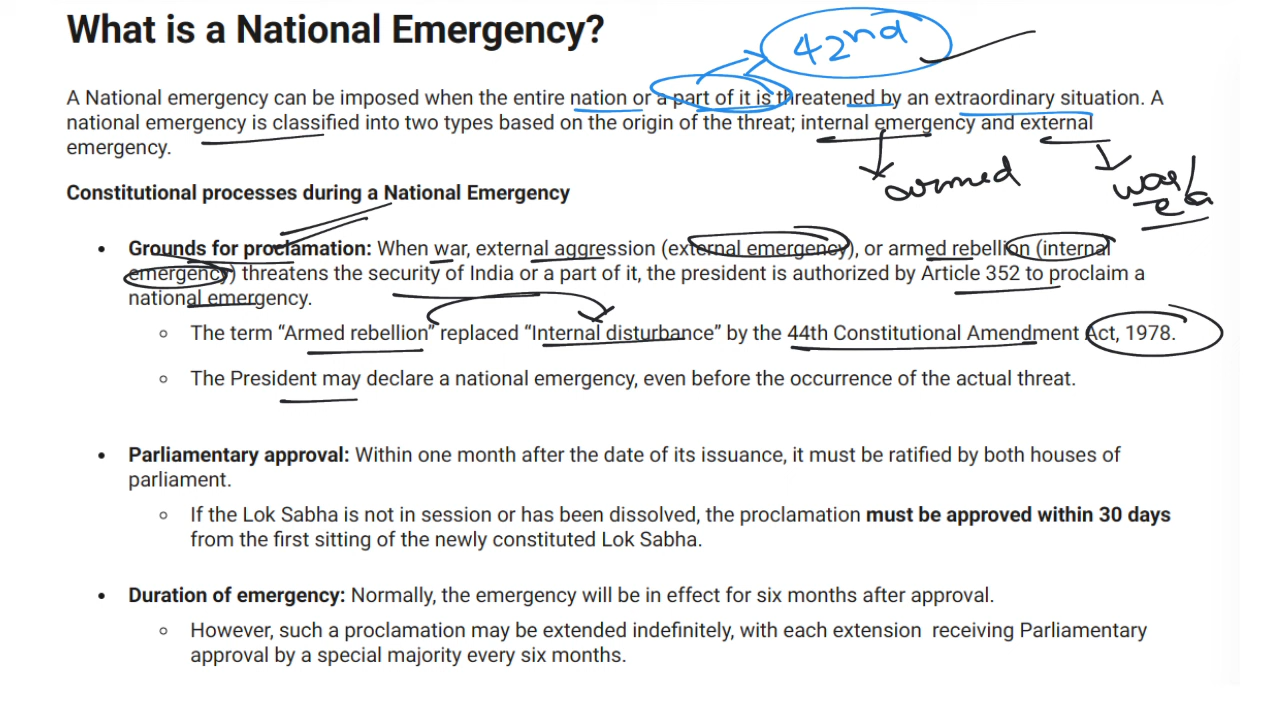 What is a National Emergency?
42nd
A National emergency can be imposed when the entire nation or a part of it is threatened by an extraordinary situation. A
national emergency is classified into two types based on the origin of the threat; internal emergency and external
emergency.
armed
war/
ea
Constitutional processes during a National Emergency
• Grounds for proclamation: When war, external aggression (external emergency), or armed rebellion (internal
emergency) threatens the security of India or a part of it, the president is authorized by Article 352 to proclaim a
national emergency.
○ The term “Armed rebellion” replaced “Internal disturbance” by the 44th Constitutional Amendment Act, 1978.
○ The President may declare a national emergency, even before the occurrence of the actual threat.
• Parliamentary approval: Within one month after the date of its issuance, it must be ratified by both houses of
parliament.
○ If the Lok Sabha is not in session or has been dissolved, the proclamation must be approved within 30 days
from the first sitting of the newly constituted Lok Sabha.
• Duration of emergency: Normally, the emergency will be in effect for six months after approval.
○ However, such a proclamation may be extended indefinitely, with each extension receiving Parliamentary
approval by a special majority every six months.